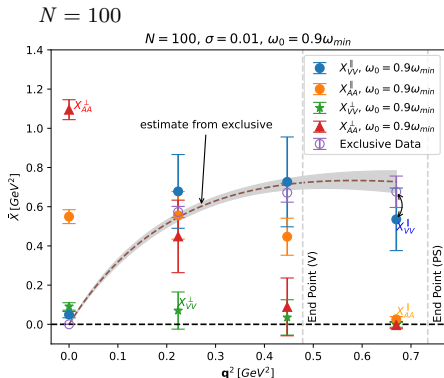 N = 100
N = 100, σ = 0.01, ω₀ = 0.9ω_min
X̄ [GeV²]
1.4
1.2
1.0
0.8
0.6
0.4
0.2
0.0
X^∥_VV, ω₀ = 0.9ω_min
X^∥_AA, ω₀ = 0.9ω_min
X^⊥_VV, ω₀ = 0.9ω_min
X^⊥_AA, ω₀ = 0.9ω_min
Exclusive Data
X^⊥_AA
estimate from exclusive
X^⊥_VV
X^∥_VV
X^∥_AA
End Point (V)
End Point (PS)
0.0 0.1 0.2 0.3 0.4 0.5 0.6 0.7
q² [GeV²]